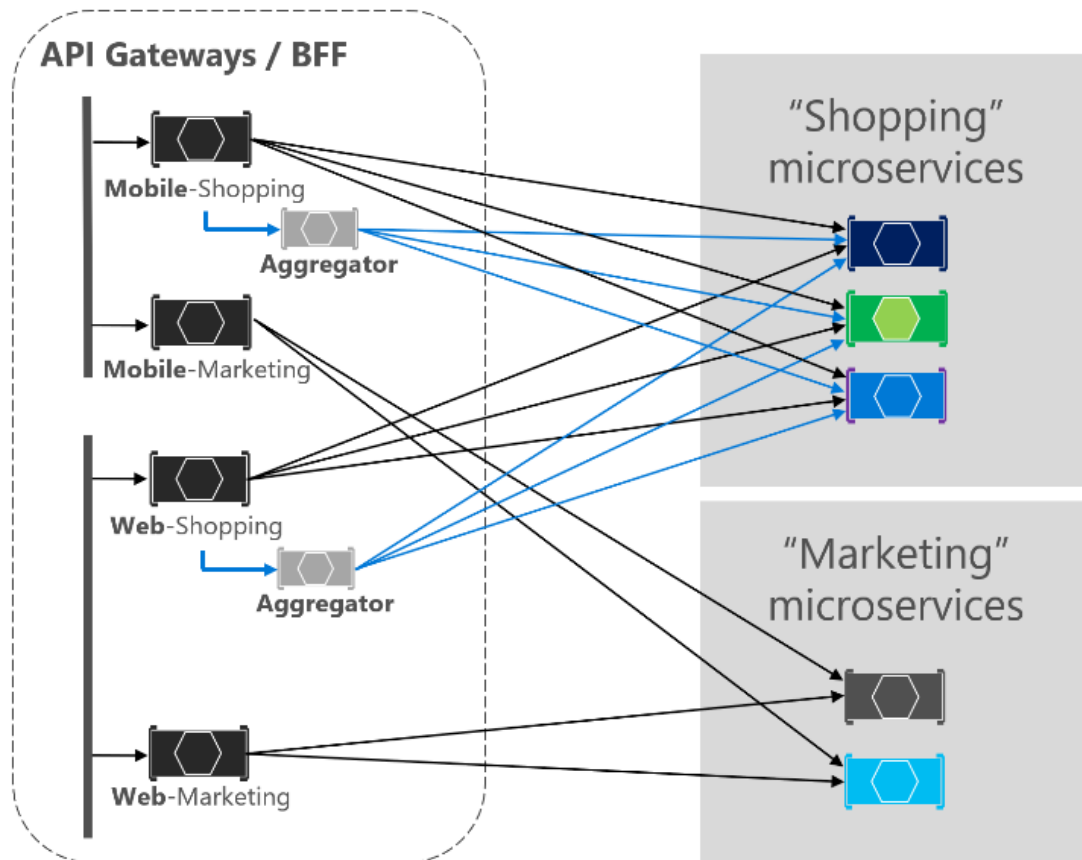 API Gateways / BFF
Mobile-Shopping
Aggregator
Mobile-Marketing
Web-Shopping
Aggregator
Web-Marketing
“Shopping”
microservices
“Marketing”
microservices